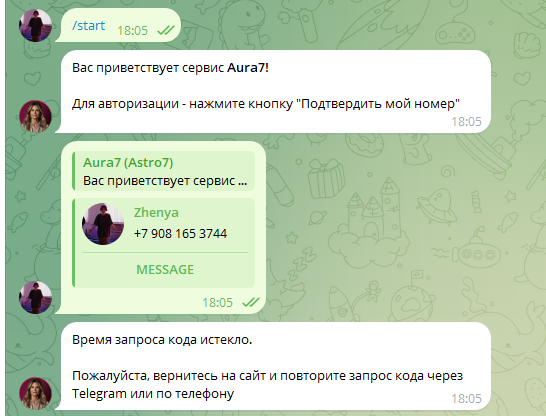 /start
18:05
Вас приветствует сервис Aura7!
Для авторизации - нажмите кнопку "Подтвердить мой номер"
18:05
Aura7 (Astro7)
Вас приветствует сервис ...
Zhenya
+7 908 165 3744
MESSAGE
18:05
Время запроса кода истекло.
Пожалуйста, вернитесь на сайт и повторите запрос кода через
Telegram или по телефону
18:05